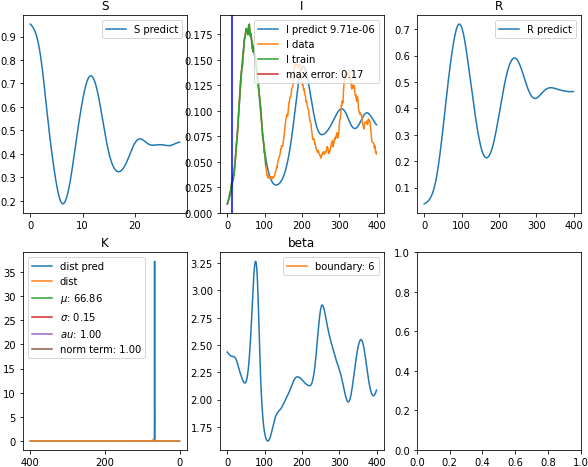 S
I
R
S predict
I predict 9.71e-06
I data
I train
max error: 0.17
R predict
0.9
0.8
0.7
0.6
0.5
0.4
0.3
0.2
0 10 20
0.175
0.150
0.125
0.100
0.075
0.050
0.025
0.000
0 100 200 300 400
0.7
0.6
0.5
0.4
0.3
0.2
0.1
0 100 200 300 400
K
beta
dist pred
dist
μ: 66.86
σ: 0.15
au: 1.00
norm term: 1.00
boundary: 6
35
30
25
20
15
10
5
0
400 200 0
3.25
3.00
2.75
2.50
2.25
2.00
1.75
0 100 200 300 400
1.0
0.8
0.6
0.4
0.2
0.0
0.0 0.2 0.4 0.6 0.8 1.0